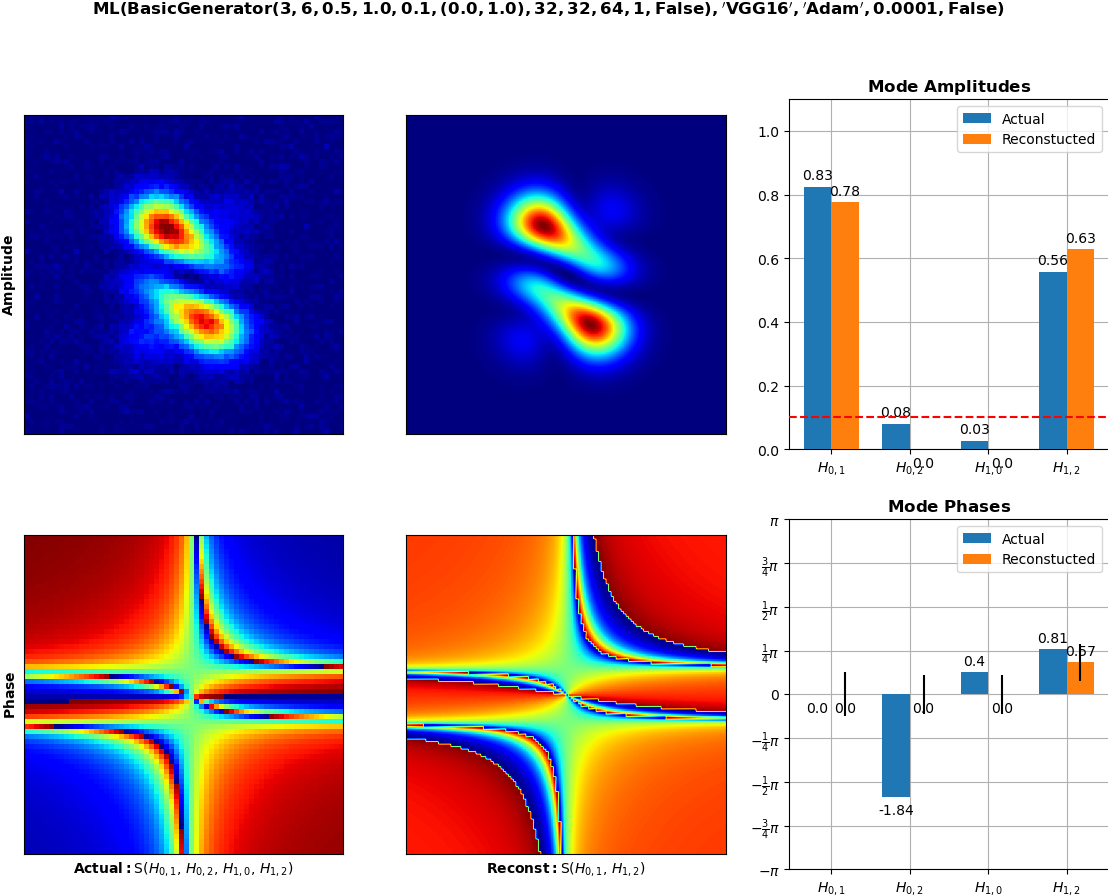 ML(BasicGenerator(3, 6, 0.5, 1.0, 0.1, (0.0, 1.0), 32, 32, 64, 1, False), ′VGG16′, ′Adam′, 0.0001, False)
Amplitude
Mode Amplitudes
Actual
Reconstucted
1.0
0.8
0.6
0.4
0.2
0.0
0.83
0.78
0.08
0.0
0.03
0.0
0.56
0.63
H0,1
H0,2
H1,0
H1,2
Phase
Actual: S(H0,1, H0,2, H1,0, H1,2)
Reconst: S(H0,1, H1,2)
Mode Phases
Actual
Reconstucted
π
3/4 π
1/2 π
1/4 π
0
−1/4 π
−1/2 π
−3/4 π
−π
0.0
0.0
-1.84
0.0
0.4
0.0
0.81
0.57
H0,1
H0,2
H1,0
H1,2